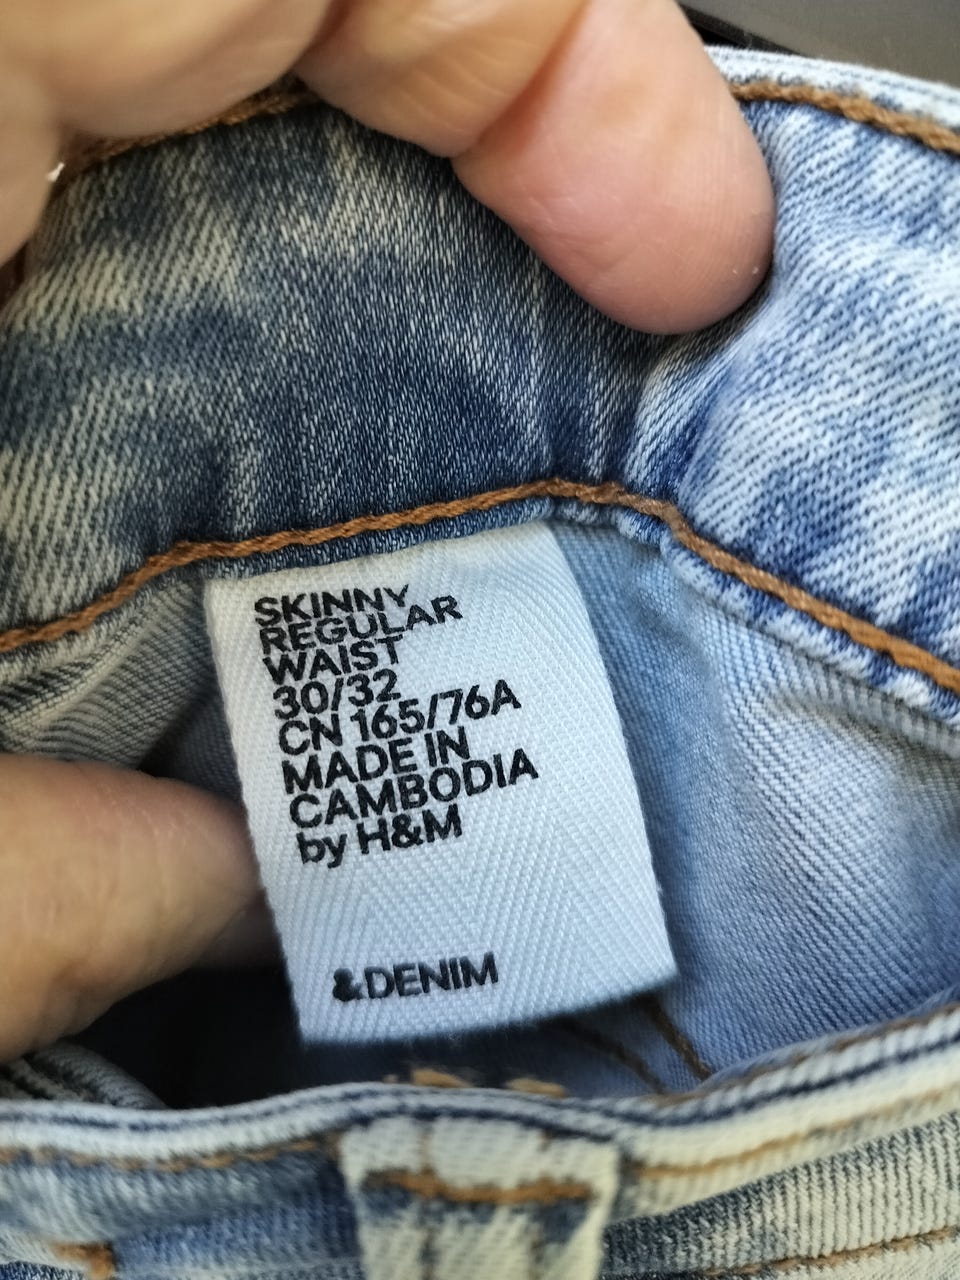 SKINNY
REGULAR
WAIST
30/32
CN 165/76A
MADE IN
CAMBODIA
by H&M
&DENIM